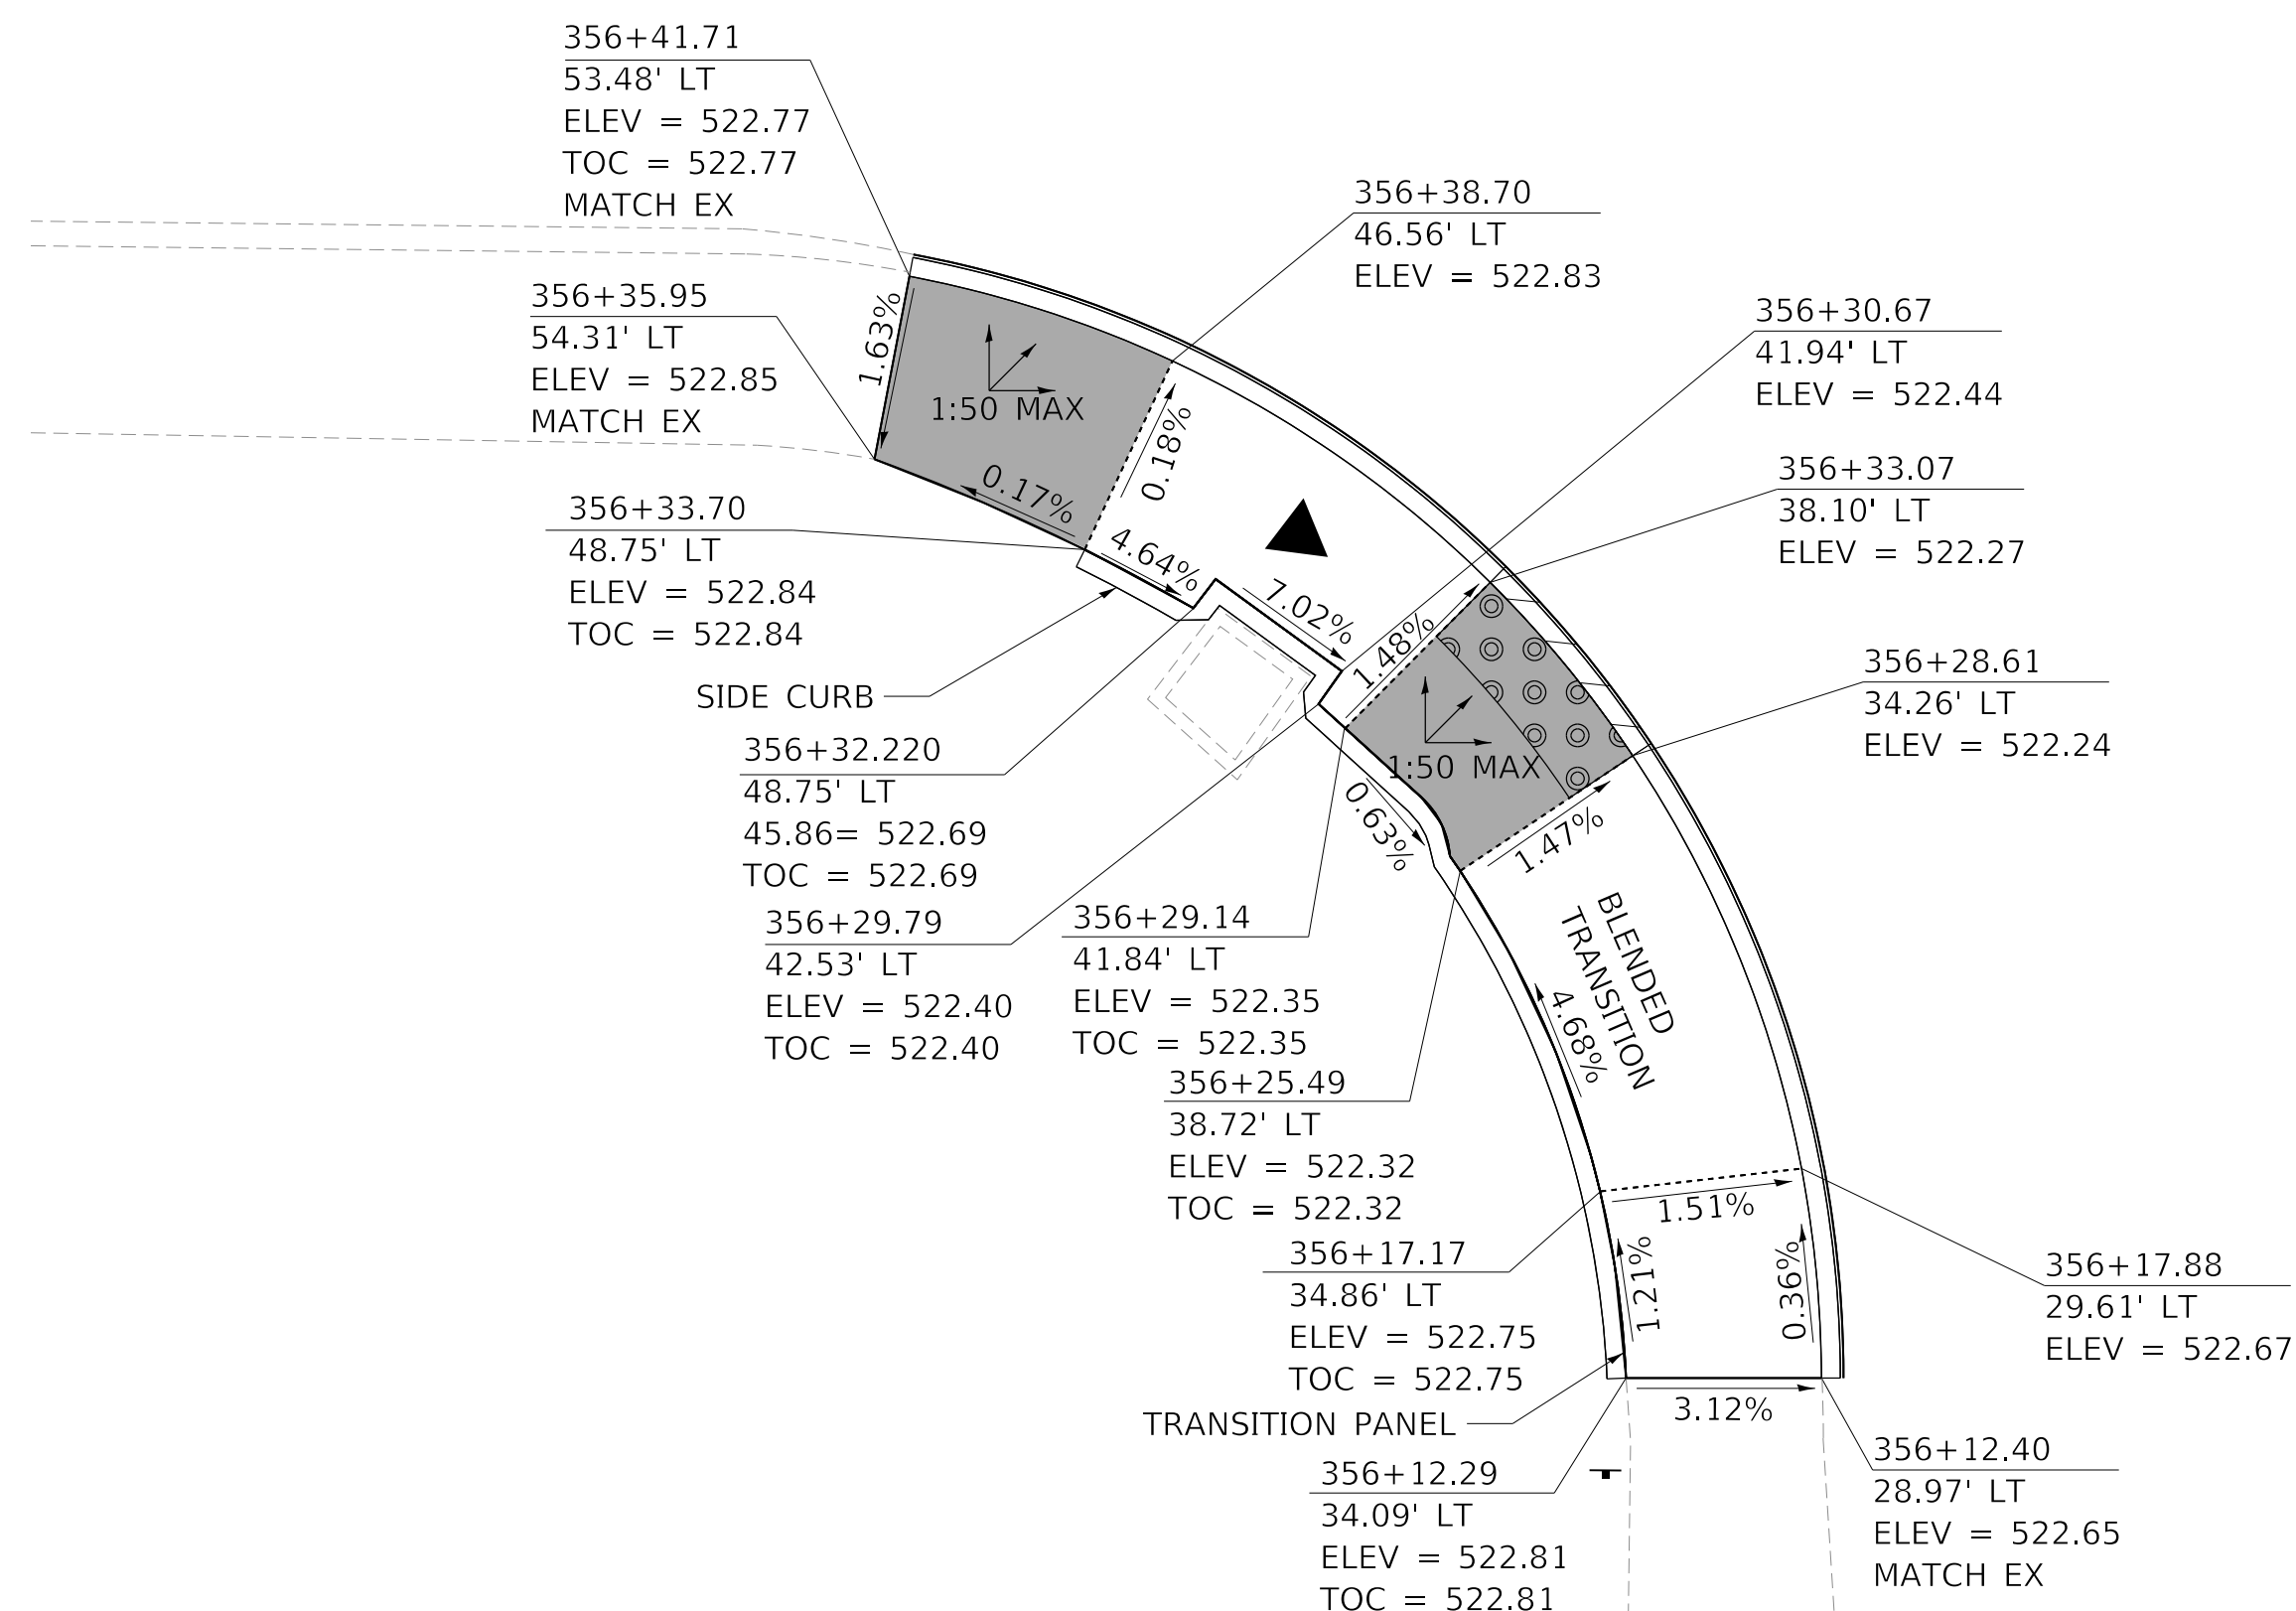 356+41.71
53.48' LT
ELEV = 522.77
TOC = 522.77
MATCH EX
356+38.70
46.56' LT
ELEV = 522.83
356+35.95
54.31' LT
ELEV = 522.85
MATCH EX
1.63%
1:50 MAX
356+30.67
41.94' LT
ELEV = 522.44
0.18%
0.17%
356+33.07
38.10' LT
ELEV = 522.27
356+33.70
48.75' LT
ELEV = 522.84
TOC = 522.84
4.64%
7.02%
1.48%
SIDE CURB
356+28.61
34.26' LT
ELEV = 522.24
356+32.220
48.75' LT
45.86= 522.69
TOC = 522.69
1:50 MAX
0.63%
1.47%
356+29.79
42.53' LT
ELEV = 522.40
TOC = 522.40
356+29.14
41.84' LT
ELEV = 522.35
TOC = 522.35
BLENDED
TRANSITION
4.68%
356+25.49
38.72' LT
ELEV = 522.32
TOC = 522.32
1.51%
356+17.17
34.86' LT
ELEV = 522.75
TOC = 522.75
1.21%
0.36%
356+17.88
29.61' LT
ELEV = 522.67
TRANSITION PANEL
3.12%
356+12.29
34.09' LT
ELEV = 522.81
TOC = 522.81
356+12.40
28.97' LT
ELEV = 522.65
MATCH EX